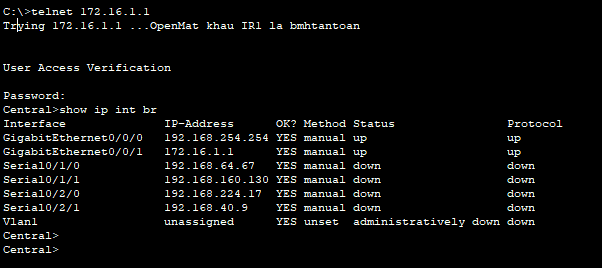 C:\>telnet 172.16.1.1
Trying 172.16.1.1 ...OpenMat khau IR1 la bmhtantoan
User Access Verification
Password:
Central>show ip int br
Interface IP-Address OK? Method Status Protocol
GigabitEthernet0/0/0 192.168.254.254 YES manual up up
GigabitEthernet0/0/1 172.16.1.1 YES manual up up
Serial0/1/0 192.168.64.67 YES manual down down
Serial0/1/1 192.168.160.130 YES manual down down
Serial0/2/0 192.168.224.17 YES manual down down
Serial0/2/1 192.168.40.9 YES manual down down
Vlan1 unassigned YES unset administratively down down
Central>
Central>